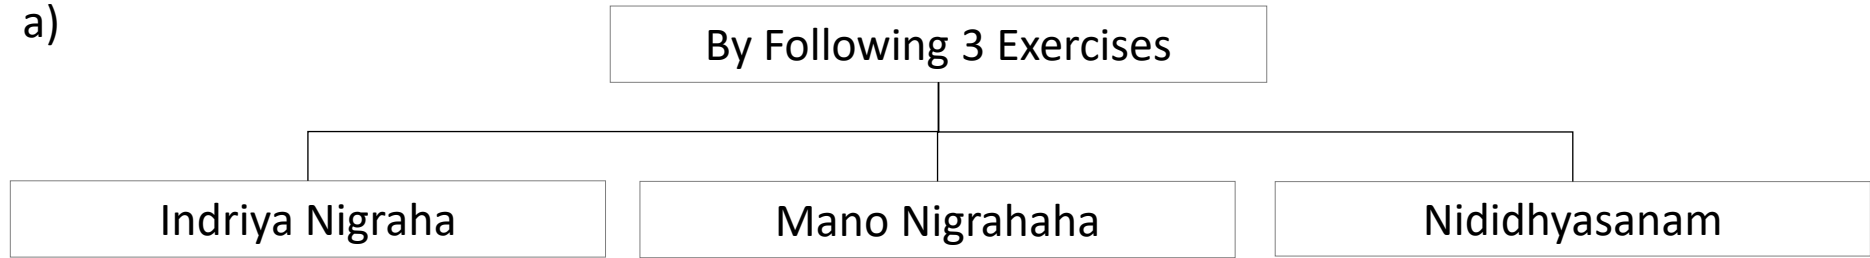 a)
By Following 3 Exercises
Indriya Nigraha
Mano Nigrahaha
Nididhyasanam